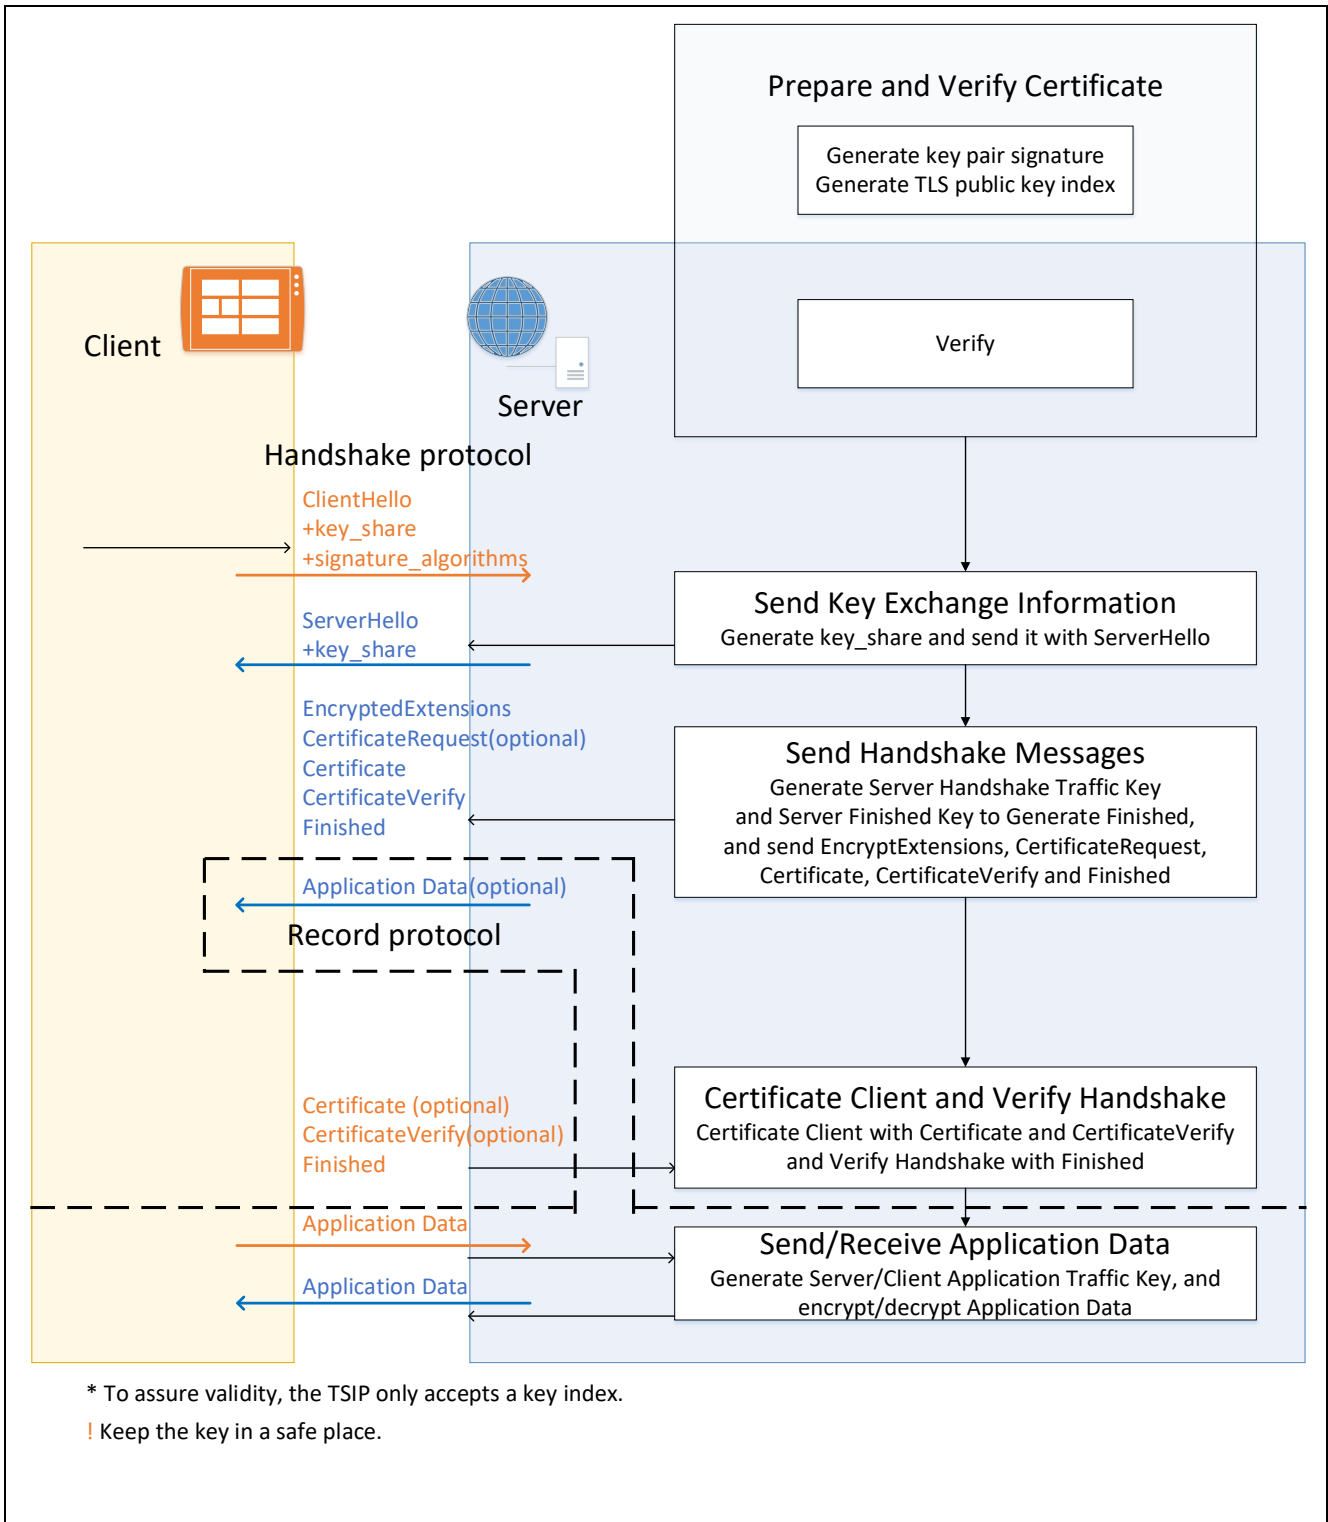 Prepare and Verify Certificate
Generate key pair signature
Generate TLS public key index
Verify
Client
Server
Handshake protocol
ClientHello
+key_share
+signature_algorithms
Send Key Exchange Information
Generate key_share and send it with ServerHello
ServerHello
+key_share
EncryptedExtensions
CertificateRequest(optional)
Certificate
CertificateVerify
Finished
Send Handshake Messages
Generate Server Handshake Traffic Key
and Server Finished Key to Generate Finished,
and send EncryptExtensions, CertificateRequest,
Certificate, CertificateVerify and Finished
Application Data(optional)
Record protocol
Certificate (optional)
CertificateVerify(optional)
Finished
Certificate Client and Verify Handshake
Certificate Client with Certificate and CertificateVerify
and Verify Handshake with Finished
Application Data
Application Data
Send/Receive Application Data
Generate Server/Client Application Traffic Key, and
encrypt/decrypt Application Data
* To assure validity, the TSIP only accepts a key index.
! Keep the key in a safe place.